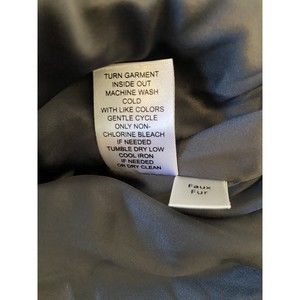 TURN GARMENT
INSIDE OUT
MACHINE WASH
COLD
WITH LIKE COLORS
GENTLE CYCLE
ONLY NON-
CHLORINE BLEACH
IF NEEDED
TUMBLE DRY LOW
COOL IRON
IF NEEDED
OR DRY CLEAN
Faux
Fur